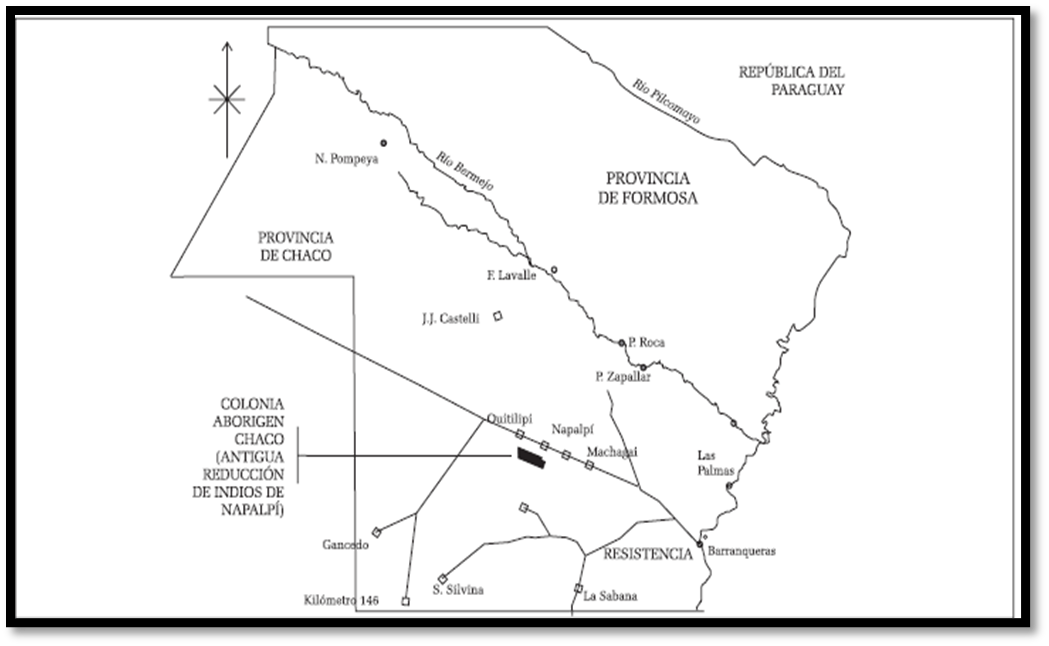 REPÚBLICA DEL
PARAGUAY
Río Pilcomayo
N. Pompeya
Río Bermejo
PROVINCIA
DE FORMOSA
PROVINCIA
DE CHACO
F. Lavalle
J.J. Castelli
P. Roca
P. Zapallar
COLONIA
ABORIGEN
CHACO
(ANTIGUA
REDUCCIÓN
DE INDIOS DE
NAPALPÍ)
Quitilipi
Napalpí
Machagai
Las
Palmas
Gancedo
RESISTENCIA
Barranqueras
S. Silvina
Kilómetro 146
La Sabana